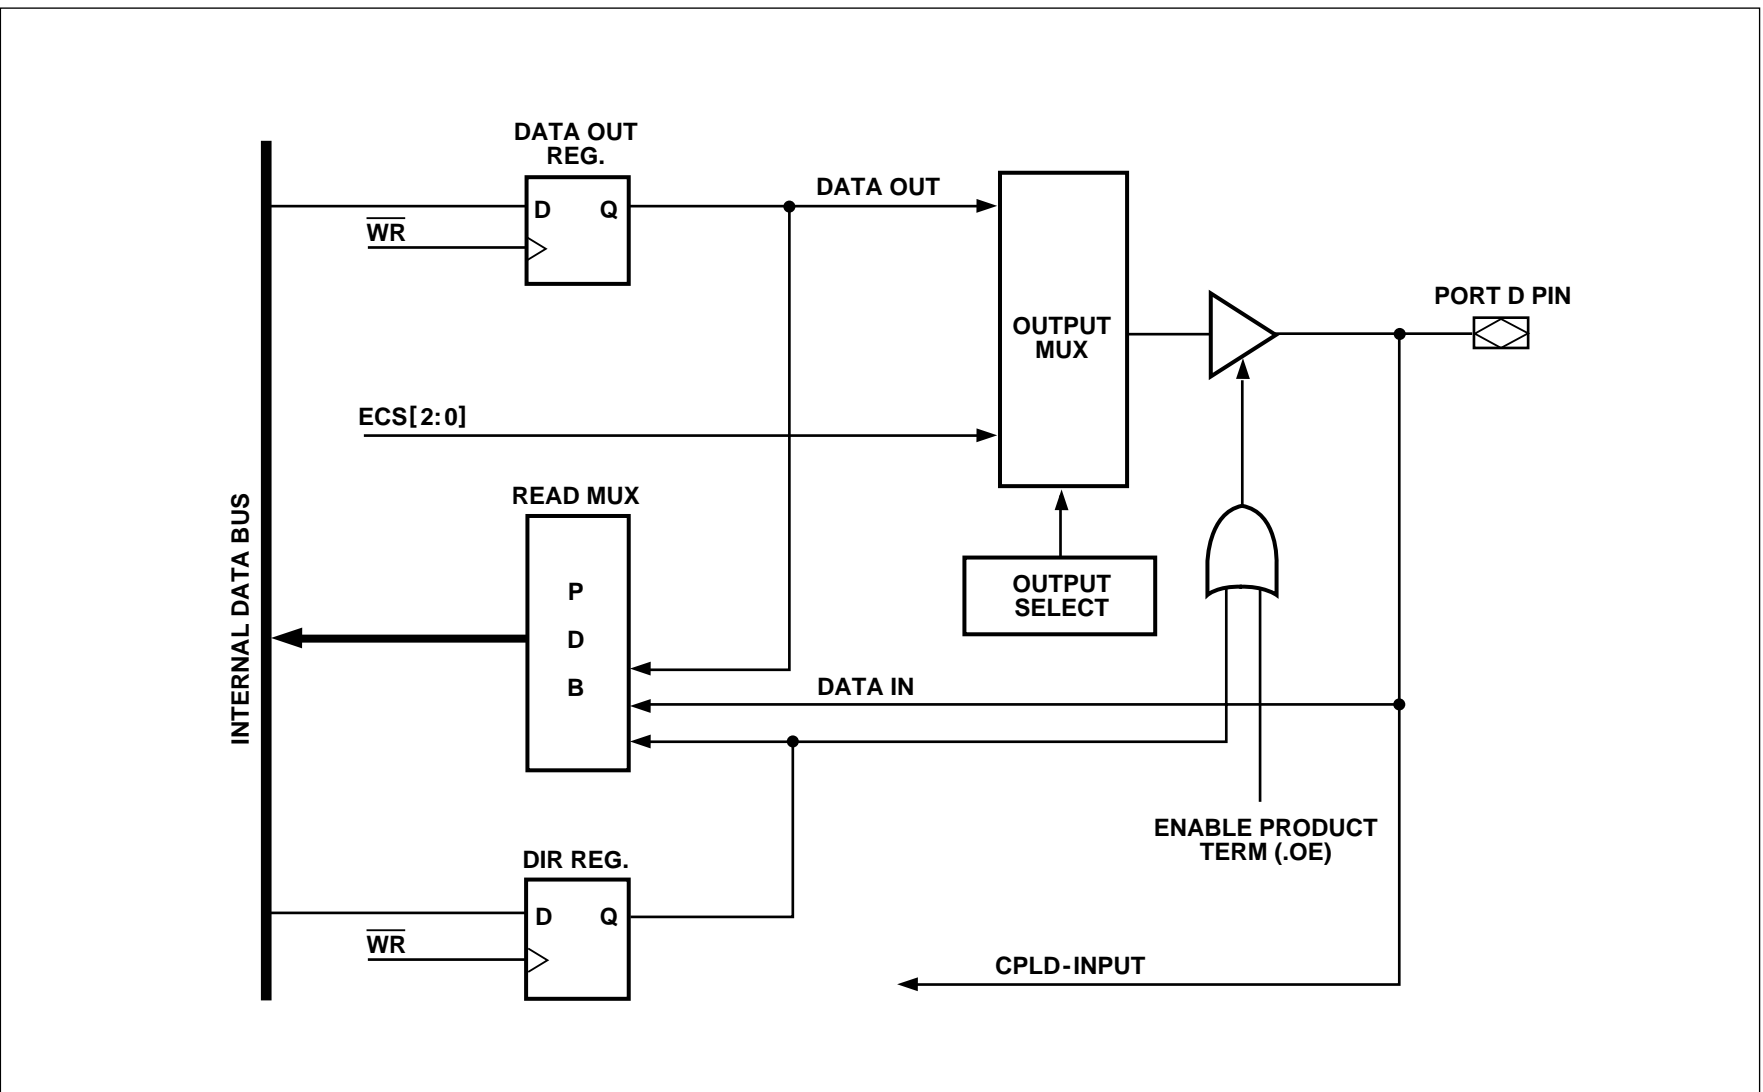 DATA OUT
REG.
D Q
WR
DATA OUT
PORT D PIN
OUTPUT
MUX
ECS[2:0]
READ MUX
P
D
B
OUTPUT
SELECT
INTERNAL DATA BUS
DATA IN
ENABLE PRODUCT
TERM (.OE)
DIR REG.
D Q
WR
CPLD-INPUT